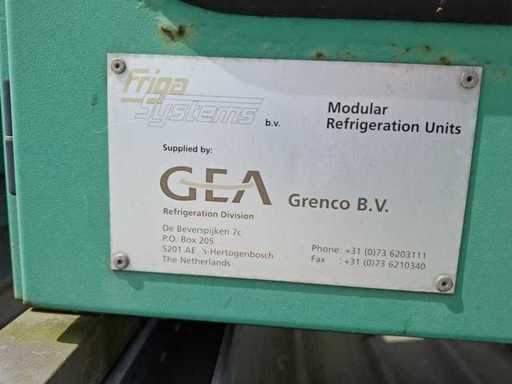 Friga
Systems b.v.
Modular
Refrigeration Units
Supplied by:
GEA Grenco B.V.
Refrigeration Division
De Beverspijken 7c
P.O. Box 205
5201 AE 's-Hertogenbosch
The Netherlands
Phone: +31 (0)73 6203111
Fax : +31 (0)73 6210340